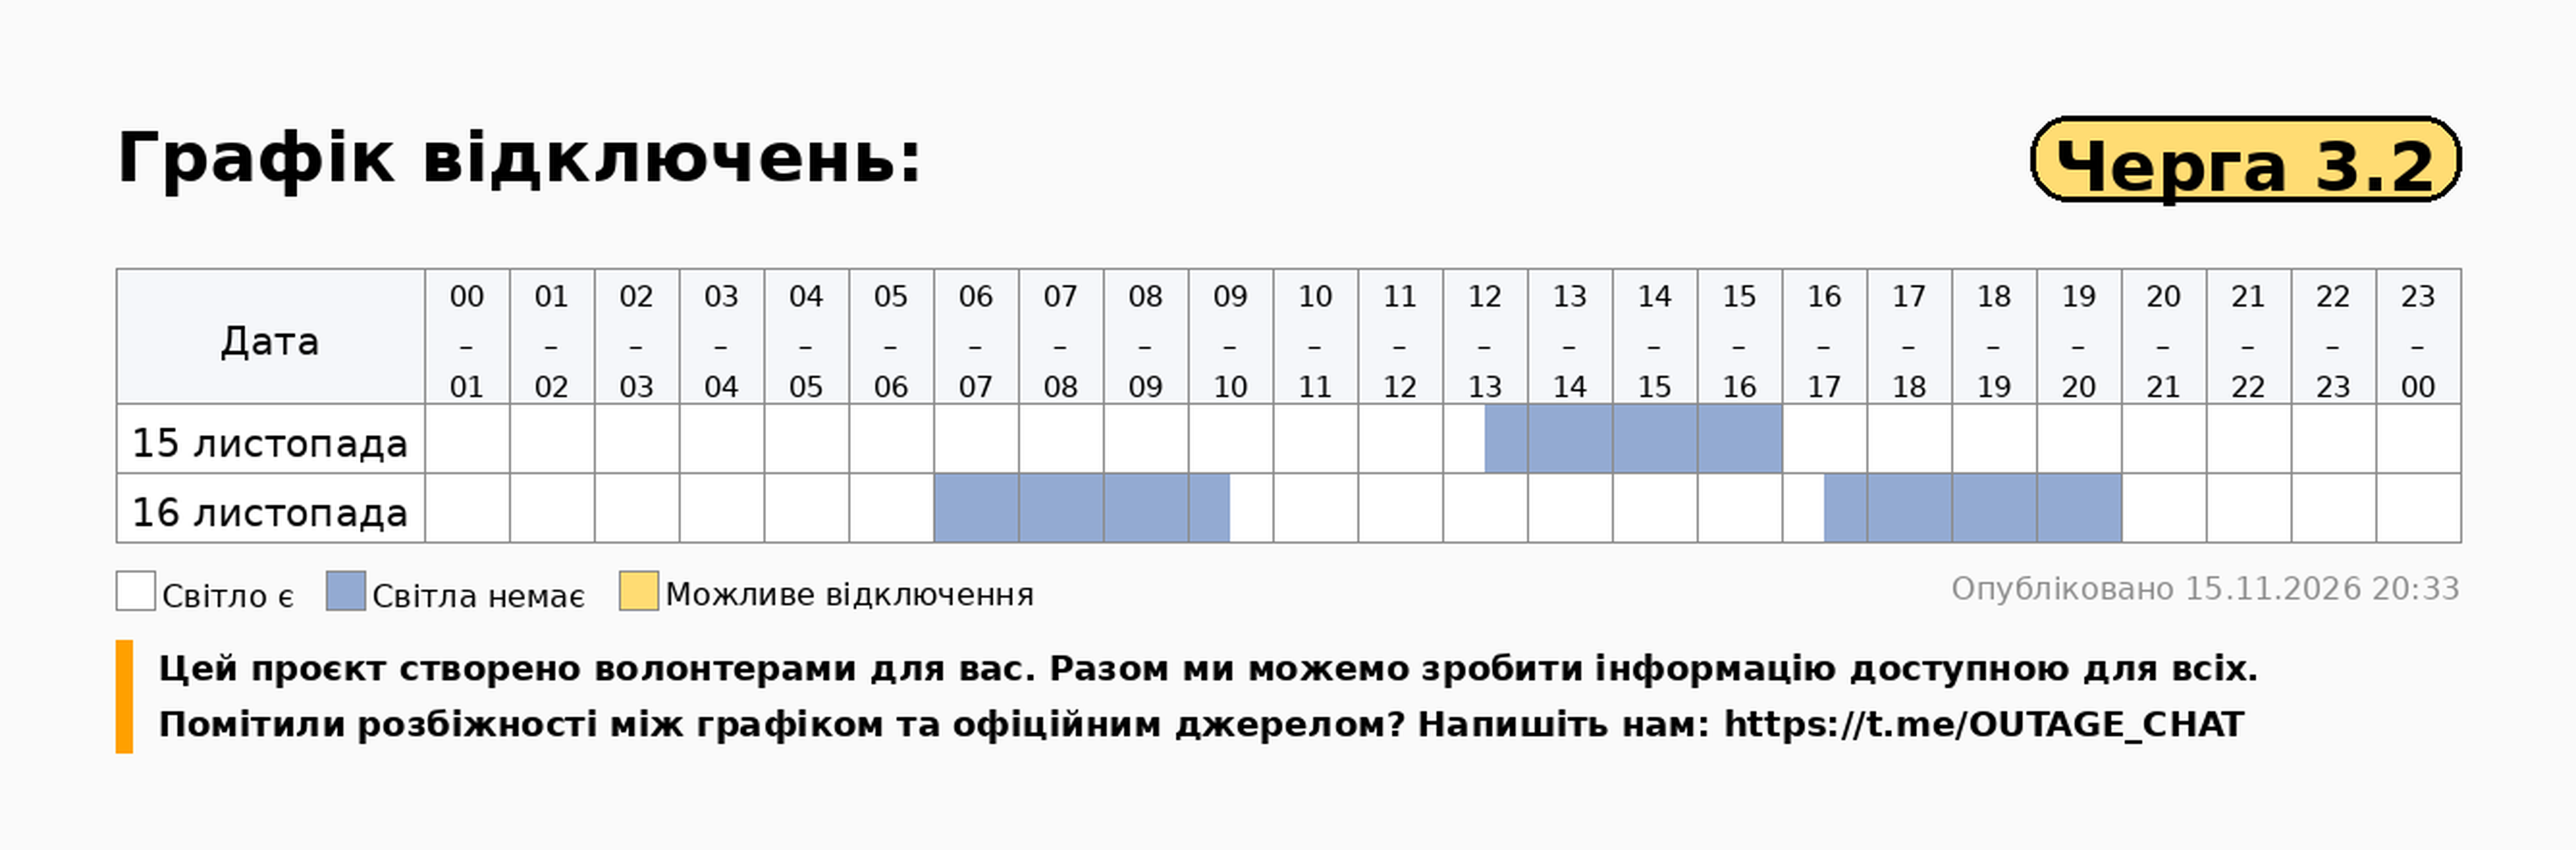 Графік відключень:
Черга 3.2
Дата 00 – 01 01 – 02 02 – 03 03 – 04 04 – 05 05 – 06 06 – 07 07 – 08 08 – 09 09 – 10 10 – 11 11 – 12 12 – 13 13 – 14 14 – 15 15 – 16 16 – 17 17 – 18 18 – 19 19 – 20 20 – 21 21 – 22 22 – 23 23 – 00
15 листопада
16 листопада
Світло є Світла немає Можливе відключення
Опубліковано 15.11.2026 20:33
Цей проєкт створено волонтерами для вас. Разом ми можемо зробити інформацію доступною для всіх.
Помітили розбіжності між графіком та офіційним джерелом? Напишіть нам: https://t.me/OUTAGE_CHAT